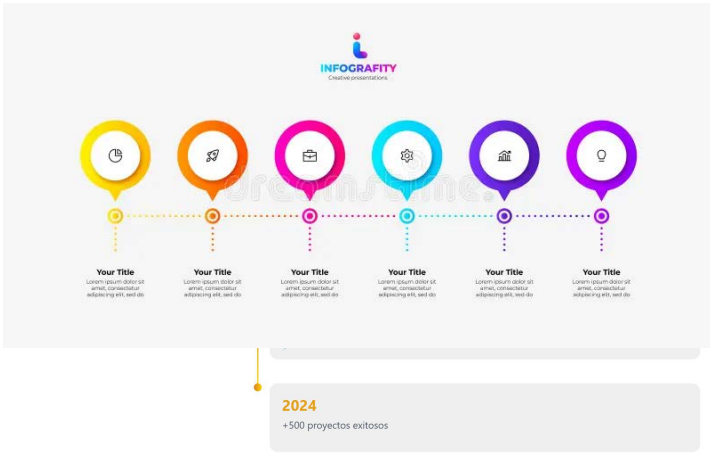 INFOGRAFITY
Creative presentations
dreamstime.
Your Title
Lorem ipsum dolor sit
amet, consectetur
adipiscing elit, sed do
Your Title
Lorem ipsum dolor sit
amet, consectetur
adipiscing elit, sed do
Your Title
Lorem ipsum dolor sit
amet, consectetur
adipiscing elit, sed do
Your Title
Lorem ipsum dolor sit
amet, consectetur
adipiscing elit, sed do
Your Title
Lorem ipsum dolor sit
amet, consectetur
adipiscing elit, sed do
Your Title
Lorem ipsum dolor sit
amet, consectetur
adipiscing elit, sed do
2024
+500 proyectos exitosos